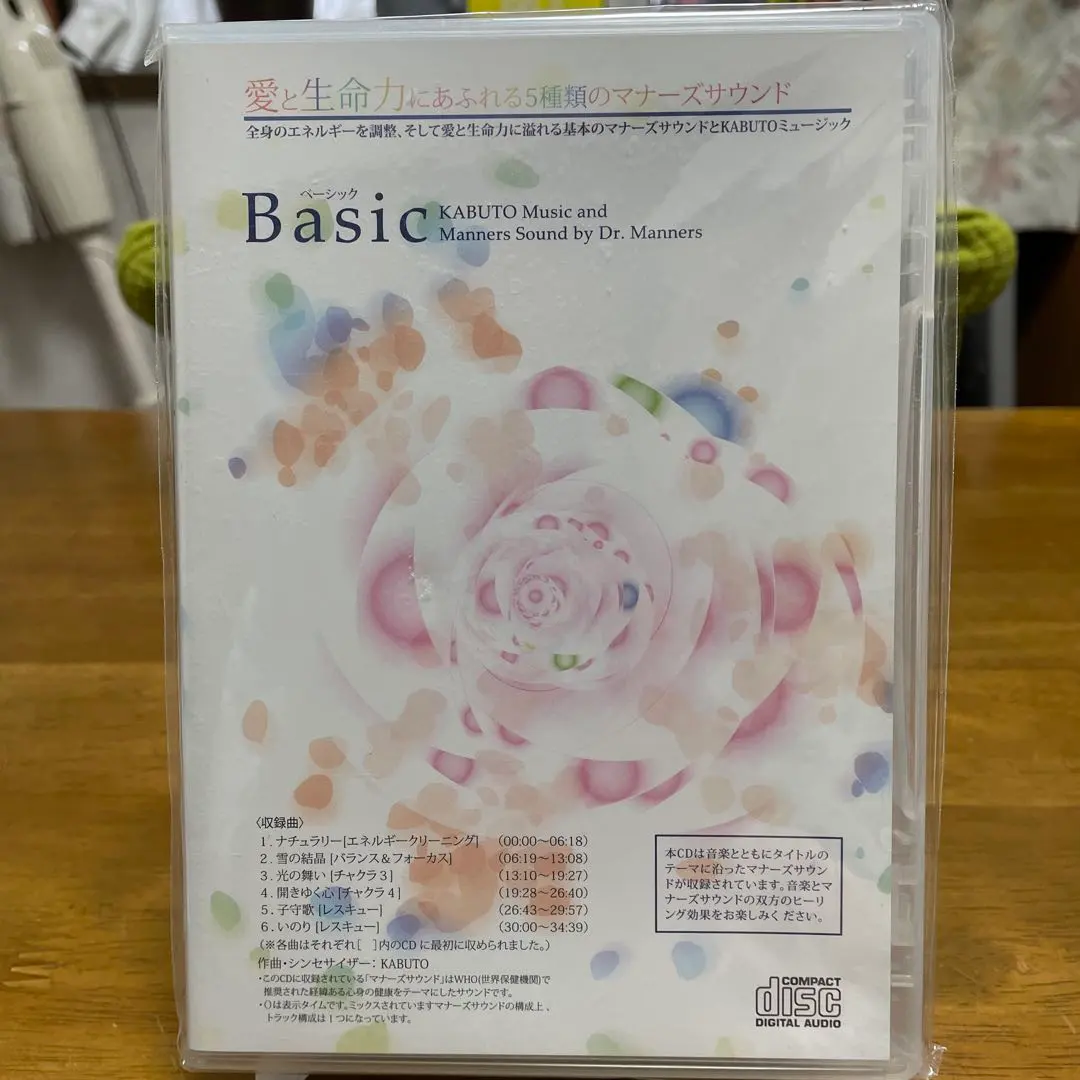 愛と生命力にあふれる5種類のマナーズサウンド
全身のエネルギーを調整、そして愛と生命力に溢れる基本のマナーズサウンドとKABUTOミュージック
ベーシック
Basic
KABUTO Music and
Manners Sound by Dr. Manners
〈収録曲〉
1. ナチュラリー[エネルギークリーニング] (00:00～06:18)
2. 雪の結晶 [バランス＆フォーカス] (06:19～13:08)
3. 光の舞い [チャクラ3] (13:10～19:27)
4. 開きゆく心 [チャクラ4] (19:28～26:40)
5. 子守歌 [レスキュー] (26:43～29:57)
6. いのり [レスキュー] (30:00～34:39)
(※各曲はそれぞれ[ ]内のCDに最初に収められました。)
作曲・シンセサイザー：KABUTO
・このCDに収録されている「マナーズサウンド」はWHO(世界保健機関)で
推奨された経緯ある心身の健康をテーマにしたサウンドです。
・()は表示タイムです。ミックスされていますマナーズサウンドの構成上、
トラック構成は1つになっています。
本CDは音楽とともにタイトルの
テーマに沿ったマナーズサウン
ドが収録されています。音楽とマ
ナーズサウンドの双方のヒーリ
ング効果をお楽しみください。
COMPACT
disc
DIGITAL AUDIO